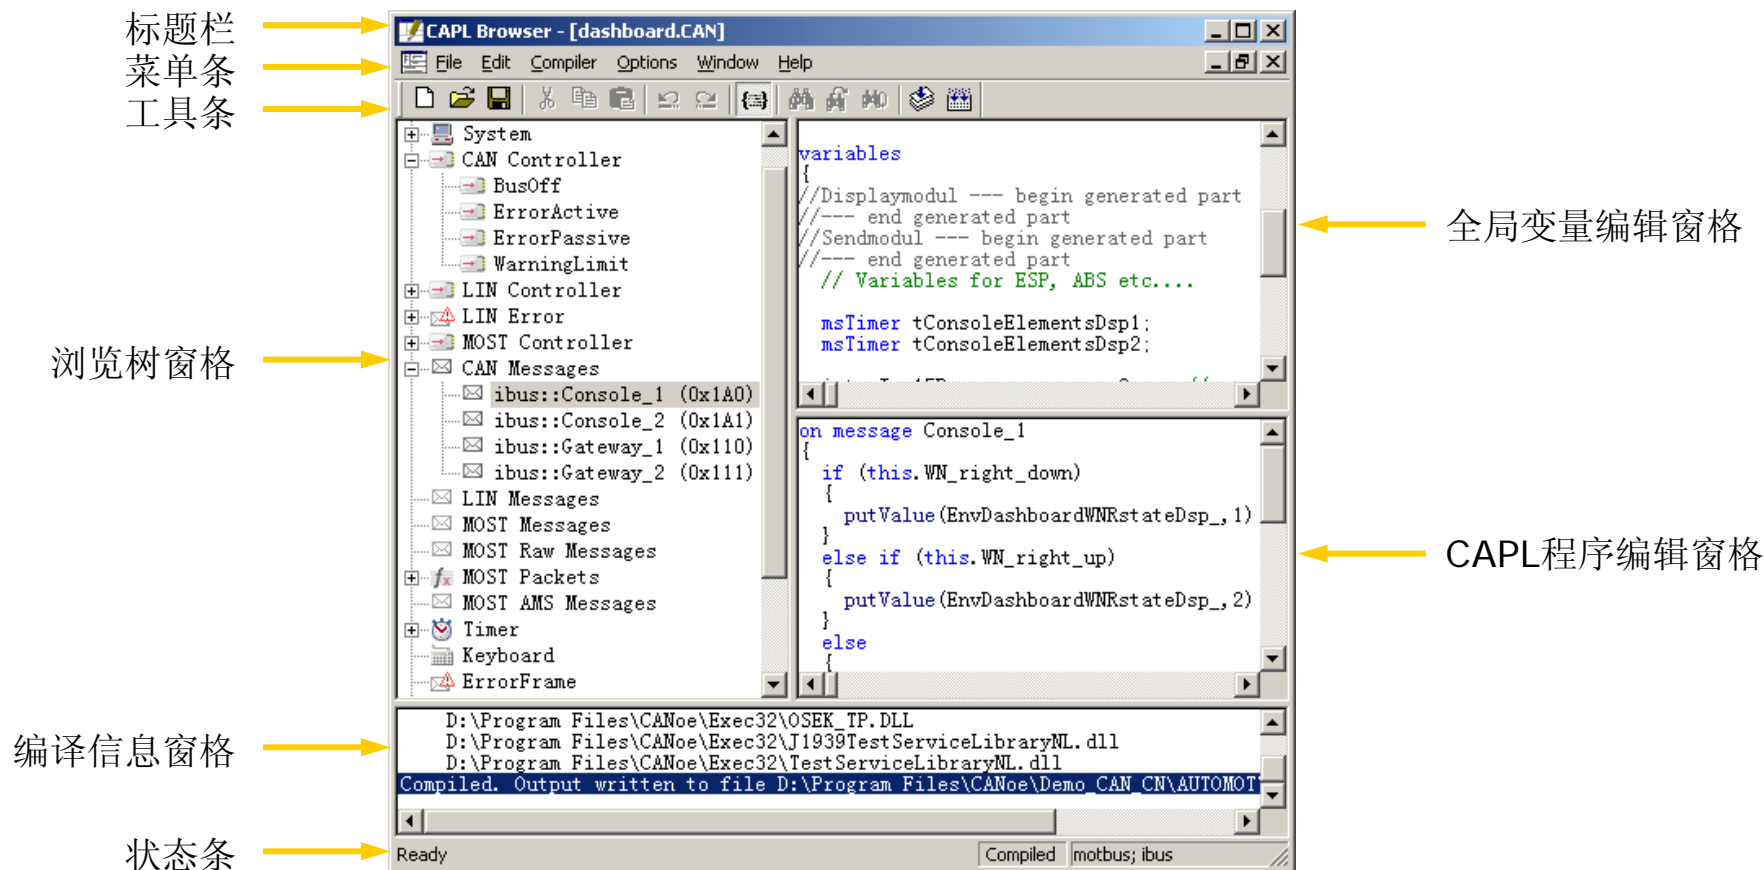 标题栏
菜单条
工具条
浏览树窗格
编译信息窗格
状态条
CAPL Browser - [dashboard.CAN]
File Edit Compiler Options Window Help
System
CAN Controller
BusOff
ErrorActive
ErrorPassive
WarningLimit
LIN Controller
LIN Error
MOST Controller
CAN Messages
ibus::Console_1 (0x1A0)
ibus::Console_2 (0x1A1)
ibus::Gateway_1 (0x110)
ibus::Gateway_2 (0x111)
LIN Messages
MOST Messages
MOST Raw Messages
MOST Packets
MOST AMS Messages
Timer
Keyboard
ErrorFrame
variables
{
//Displaymodul --- begin generated part
//--- end generated part
//Sendmodul --- begin generated part
//--- end generated part
// Variables for ESP, ABS etc....
msTimer tConsoleElementsDsp1;
msTimer tConsoleElementsDsp2;
on message Console_1
{
if (this.WN_right_down)
{
putValue(EnvDashboardWNRstateDsp_,1)
}
else if (this.WN_right_up)
{
putValue(EnvDashboardWNRstateDsp_,2)
}
else
{
D:\Program Files\CANoe\Exec32\OSEK_TP.DLL
D:\Program Files\CANoe\Exec32\J1939TestServiceLibraryNL.dll
D:\Program Files\CANoe\Exec32\TestServiceLibraryNL.dll
Compiled. Output written to file D:\Program Files\CANoe\Demo_CAN_CN\AUTOMOT
Ready Compiled motbus; ibus
全局变量编辑窗格
CAPL程序编辑窗格